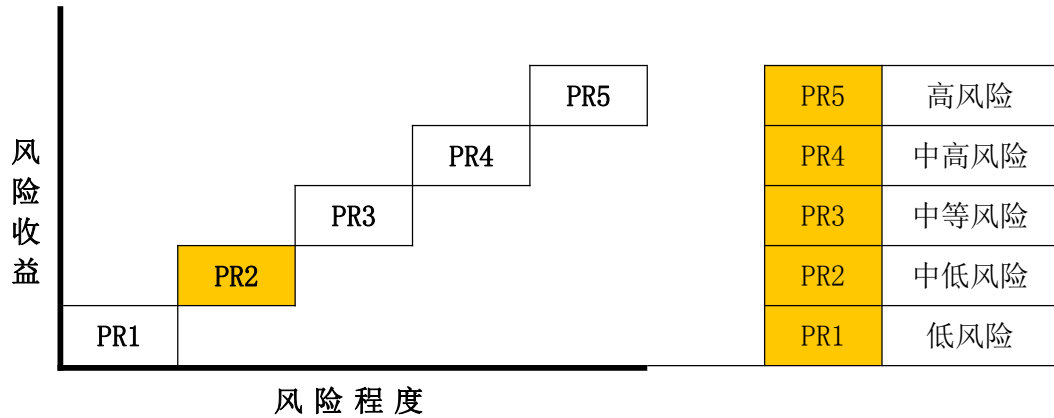 PR5
PR4
PR3
PR2
PR1
风险收益
风险程度
PR5 高风险
PR4 中高风险
PR3 中等风险
PR2 中低风险
PR1 低风险